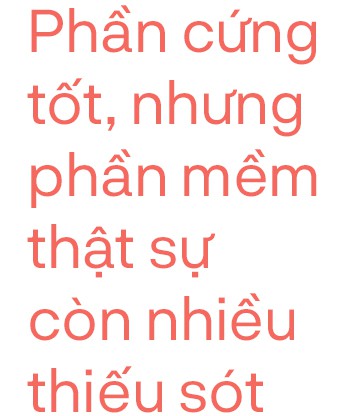 Phần cứng
tốt, nhưng
phần mềm
thật sự
còn nhiều
thiếu sót